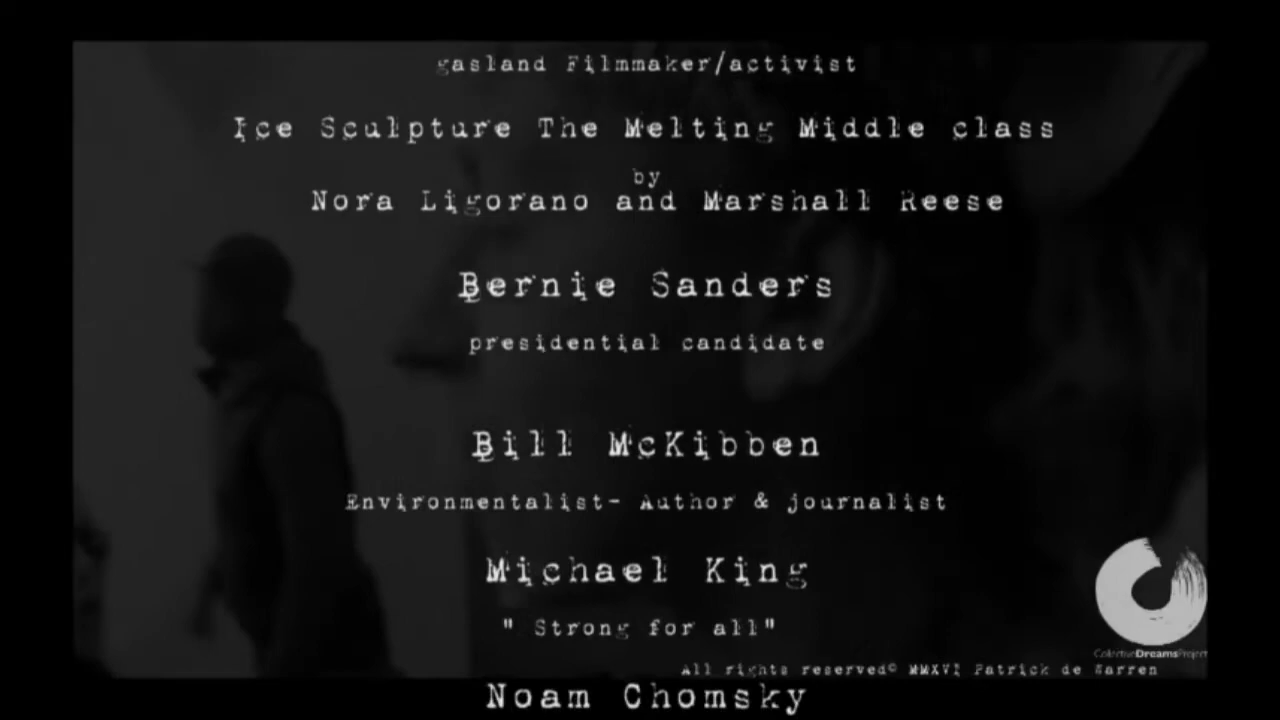 gasland Filmmaker/activist
Ice Sculpture The Melting Middle class
by
Nora Ligorano and Marshall Reese
Bernie Sanders
presidential candidate
Bill McKibben
Environmentalist- Author & journalist
Michael King
" Strong for all"
CollectiveDreamsProject
All rights reserved© MMXVI Patrick de Warren
Noam Chomsky